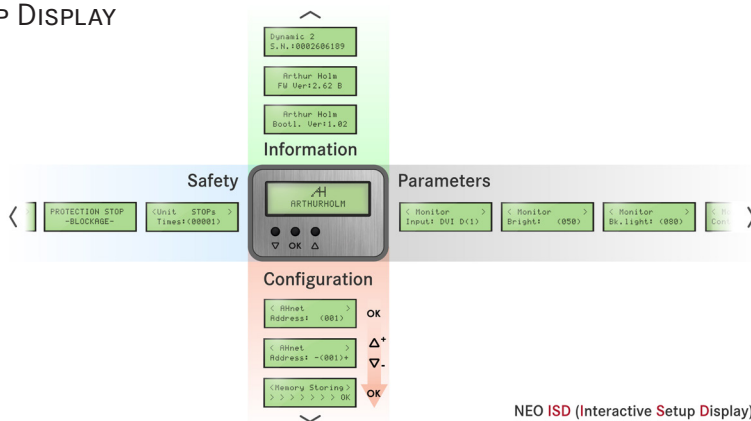 P DISPLAY
Dynamic 2
S.N.:0002606189
Arthur Holm
FW Ver:2.62 B
Arthur Holm
Bootl. Ver:1.02
Information
Safety
AH
ARTHURHOLM
▽ OK △
Parameters
PROTECTION STOP
-BLOCKAGE-
<Unit STOPs >
Times:(00001)
< Monitor >
Input: DVI D(1)
< Monitor >
Bright: (050)
< Monitor >
Bk.light: (080)
Configuration
< AHnet >
Address: (001)
OK
< AHnet >
Address: -(001)+
△+
▽-
<Memory Storing>
> > > > > > > OK
OK
NEO ISD (Interactive Setup Display)